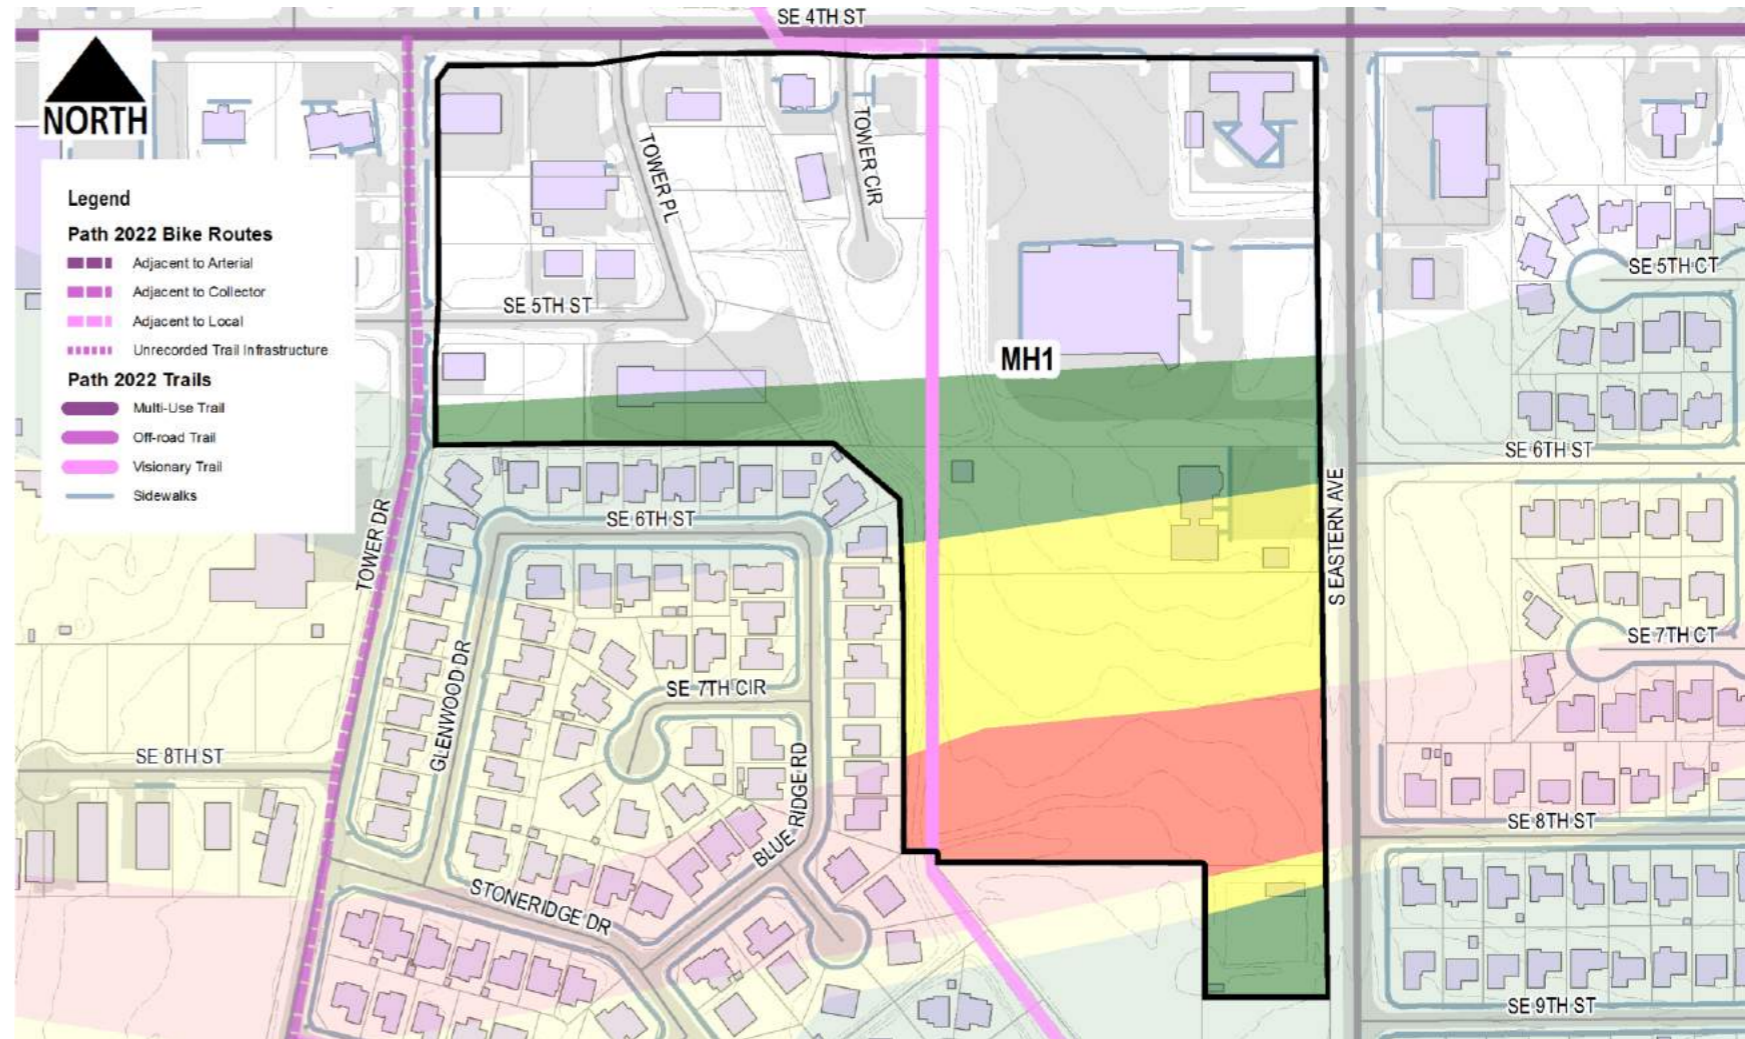 SE 4TH ST
NORTH
TOWER PL
TOWER CIR
Legend
Path 2022 Bike Routes
Adjacent to Arterial
Adjacent to Collector
Adjacent to Local
Unrecorded Trail Infrastructure
Path 2022 Trails
Multi-Use Trail
Off-road Trail
Visionary Trail
Sidewalks
SE 5TH CT
SE 5TH ST
MH1
SE 6TH ST
S EASTERN AVE
SE 6TH ST
TOWER DR
SE 7TH CT
GLENWOOD DR
SE 7TH CIR
SE 8TH ST
BLUE RIDGE RD
SE 8TH ST
STONERIDGE DR
SE 9TH ST